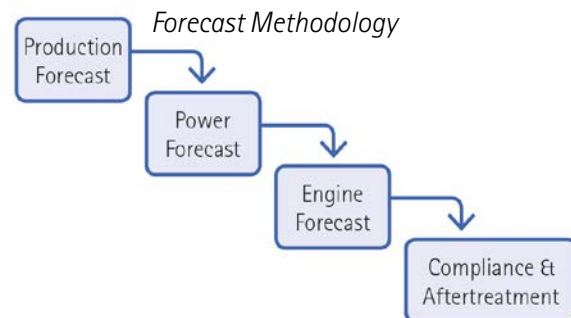 Forecast Methodology
Production
Forecast
Power
Forecast
Engine
Forecast
Compliance &
Aftertreatment